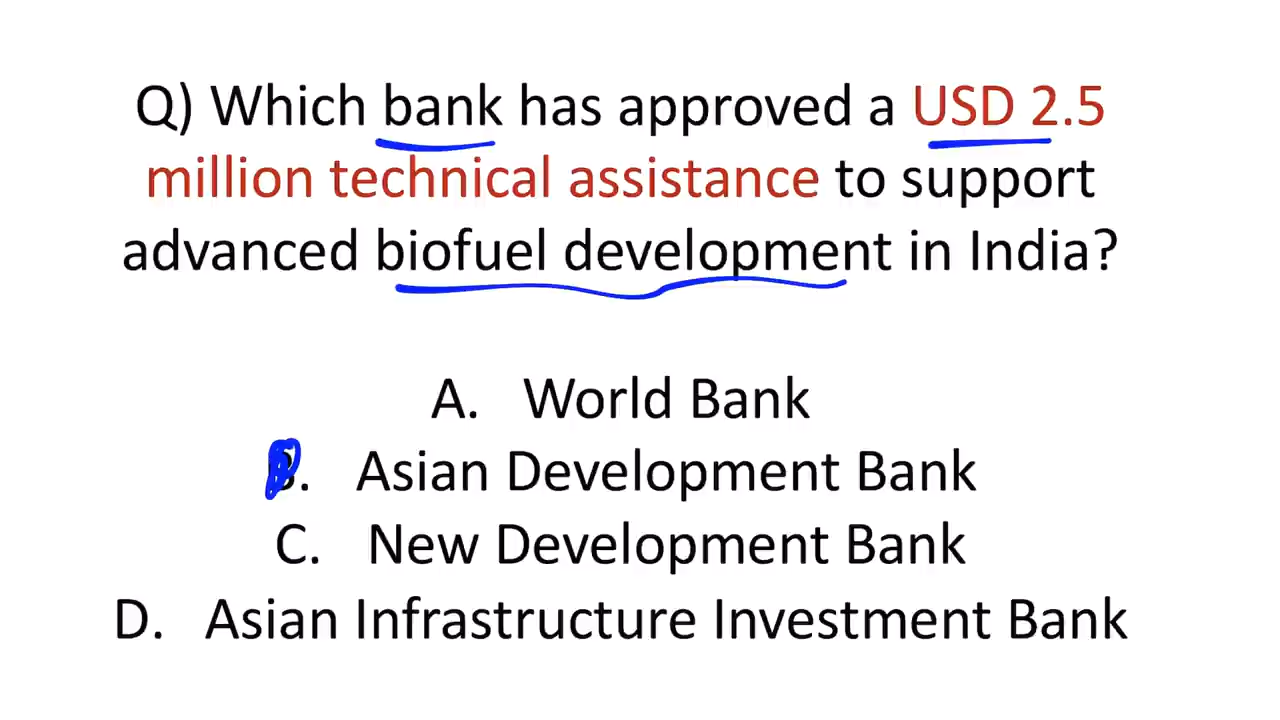 Q) Which bank has approved a USD 2.5
million technical assistance to support
advanced biofuel development in India?
A. World Bank
B. Asian Development Bank
C. New Development Bank
D. Asian Infrastructure Investment Bank